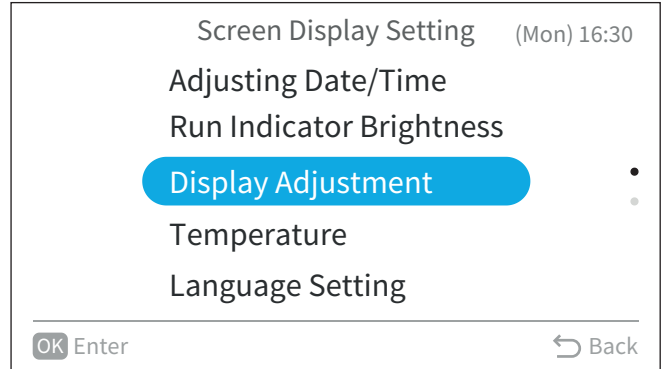 Screen Display Setting (Mon) 16:30
Adjusting Date/Time
Run Indicator Brightness
Display Adjustment
Temperature
Language Setting
OK Enter Back